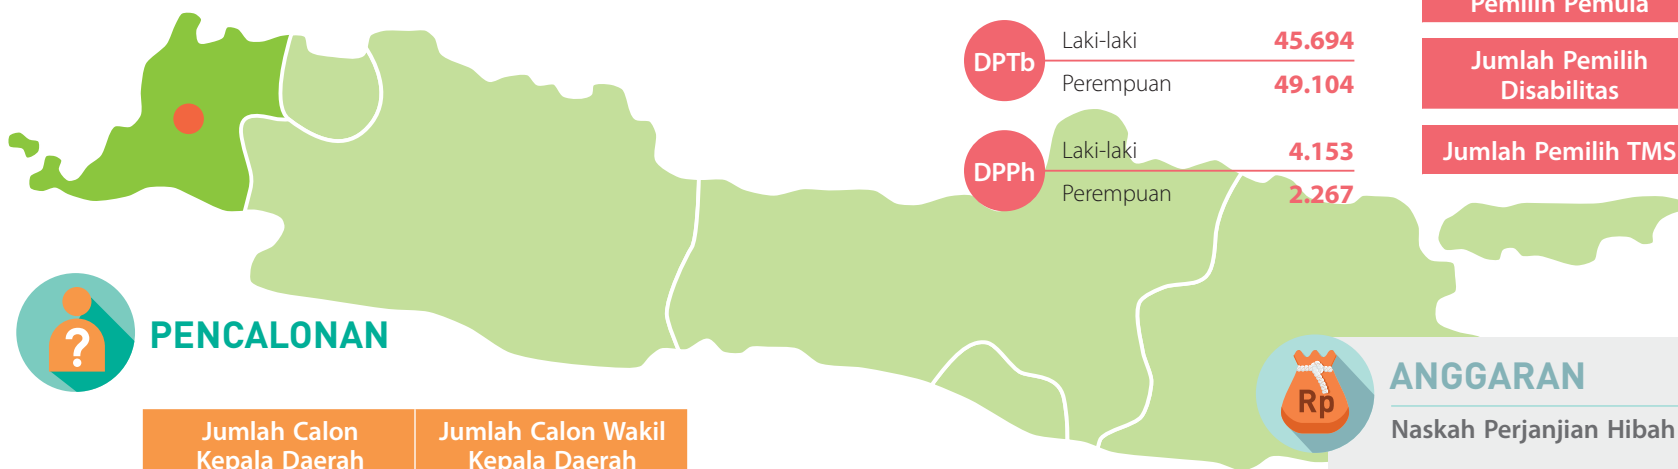 DPTb
Laki-laki 45.694
Perempuan 49.104
DPPh
Laki-laki 4.153
Perempuan 2.267
Pemilih Pemula
Jumlah Pemilih
Disabilitas
Jumlah Pemilih TMS
?
PENCALONAN
Jumlah Calon
Kepala Daerah
Jumlah Calon Wakil
Kepala Daerah
Rp
ANGGARAN
Naskah Perjanjian Hibah